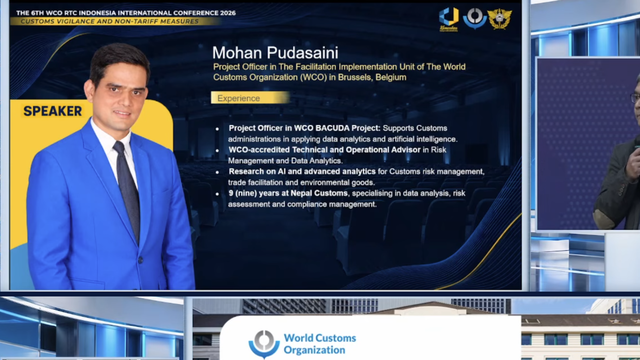 THE 6TH WCO RTC INDONESIA INTERNATIONAL CONFERENCE 2026
CUSTOMS VIGILANCE AND NON-TARIFF MEASURES
Mohan Pudasaini
Project Officer in The Facilitation Implementation Unit of The World
Customs Organization (WCO) in Brussels, Belgium
SPEAKER
Experience
• Project Officer in WCO BACUDA Project: Supports Customs
administrations in applying data analytics and artificial intelligence.
• WCO-accredited Technical and Operational Advisor in Risk
Management and Data Analytics.
• Research on AI and advanced analytics for Customs risk management,
trade facilitation and environmental goods.
• 9 (nine) years at Nepal Customs, specialising in data analysis, risk
assessment and compliance management.
World Customs
Organization